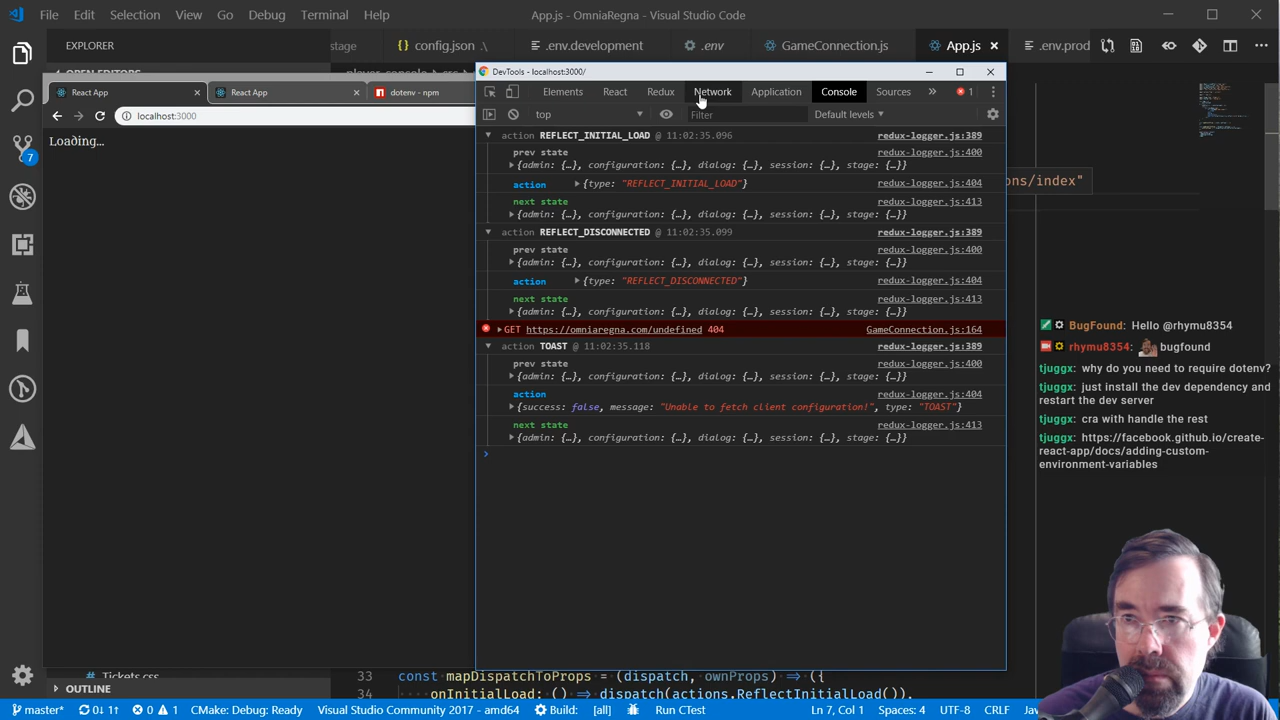 File Edit Selection View Go Debug Terminal Help App.js - OmniaRegna - Visual Studio Code
EXPLORER stage config.json .\ .env.development .env GameConnection.js App.js .env.prod
DevTools - localhost:3000/
React App React App dotenv - npm
Elements React Redux Network Application Console Sources 1
localhost:3000
top Filter Default levels
Loading...
action REFLECT_INITIAL_LOAD @ 11:02:35.096 redux-logger.js:389
prev state redux-logger.js:400
{admin: {…}, configuration: {…}, dialog: {…}, session: {…}, stage: {…}}
action {type: "REFLECT_INITIAL_LOAD"} redux-logger.js:404
ons/index"
next state redux-logger.js:413
{admin: {…}, configuration: {…}, dialog: {…}, session: {…}, stage: {…}}
action REFLECT_DISCONNECTED @ 11:02:35.099 redux-logger.js:389
prev state redux-logger.js:400
{admin: {…}, configuration: {…}, dialog: {…}, session: {…}, stage: {…}}
action {type: "REFLECT_DISCONNECTED"} redux-logger.js:404
next state redux-logger.js:413
{admin: {…}, configuration: {…}, dialog: {…}, session: {…}, stage: {…}}
GET https://omniaregna.com/undefined 404 GameConnection.js:164
action TOAST @ 11:02:35.118 redux-logger.js:389
prev state redux-logger.js:400
{admin: {…}, configuration: {…}, dialog: {…}, session: {…}, stage: {…}}
action redux-logger.js:404
{success: false, message: "Unable to fetch client configuration!", type: "TOAST"}
next state redux-logger.js:413
{admin: {…}, configuration: {…}, dialog: {…}, session: {…}, stage: {…}}
BugFound: Hello @rhymu8354
rhymu8354: bugfound
tjuggx: why do you need to require dotenv?
tjuggx: just install the dev dependency and
restart the dev server
tjuggx: cra with handle the rest
tjuggx: https://facebook.github.io/create-
react-app/docs/adding-custom-
environment-variables
7
Tickets.css
OUTLINE
33 const mapDispatchToProps = (dispatch, ownProps) => ({
34 onInitialLoad: () => dispatch(actions.ReflectInitialLoad()),
master* 0↓ 1↑ 0 1 CMake: Debug: Ready Visual Studio Community 2017 - amd64 Build: [all] Run CTest Ln 7, Col 1 Spaces: 4 UTF-8 CRLF